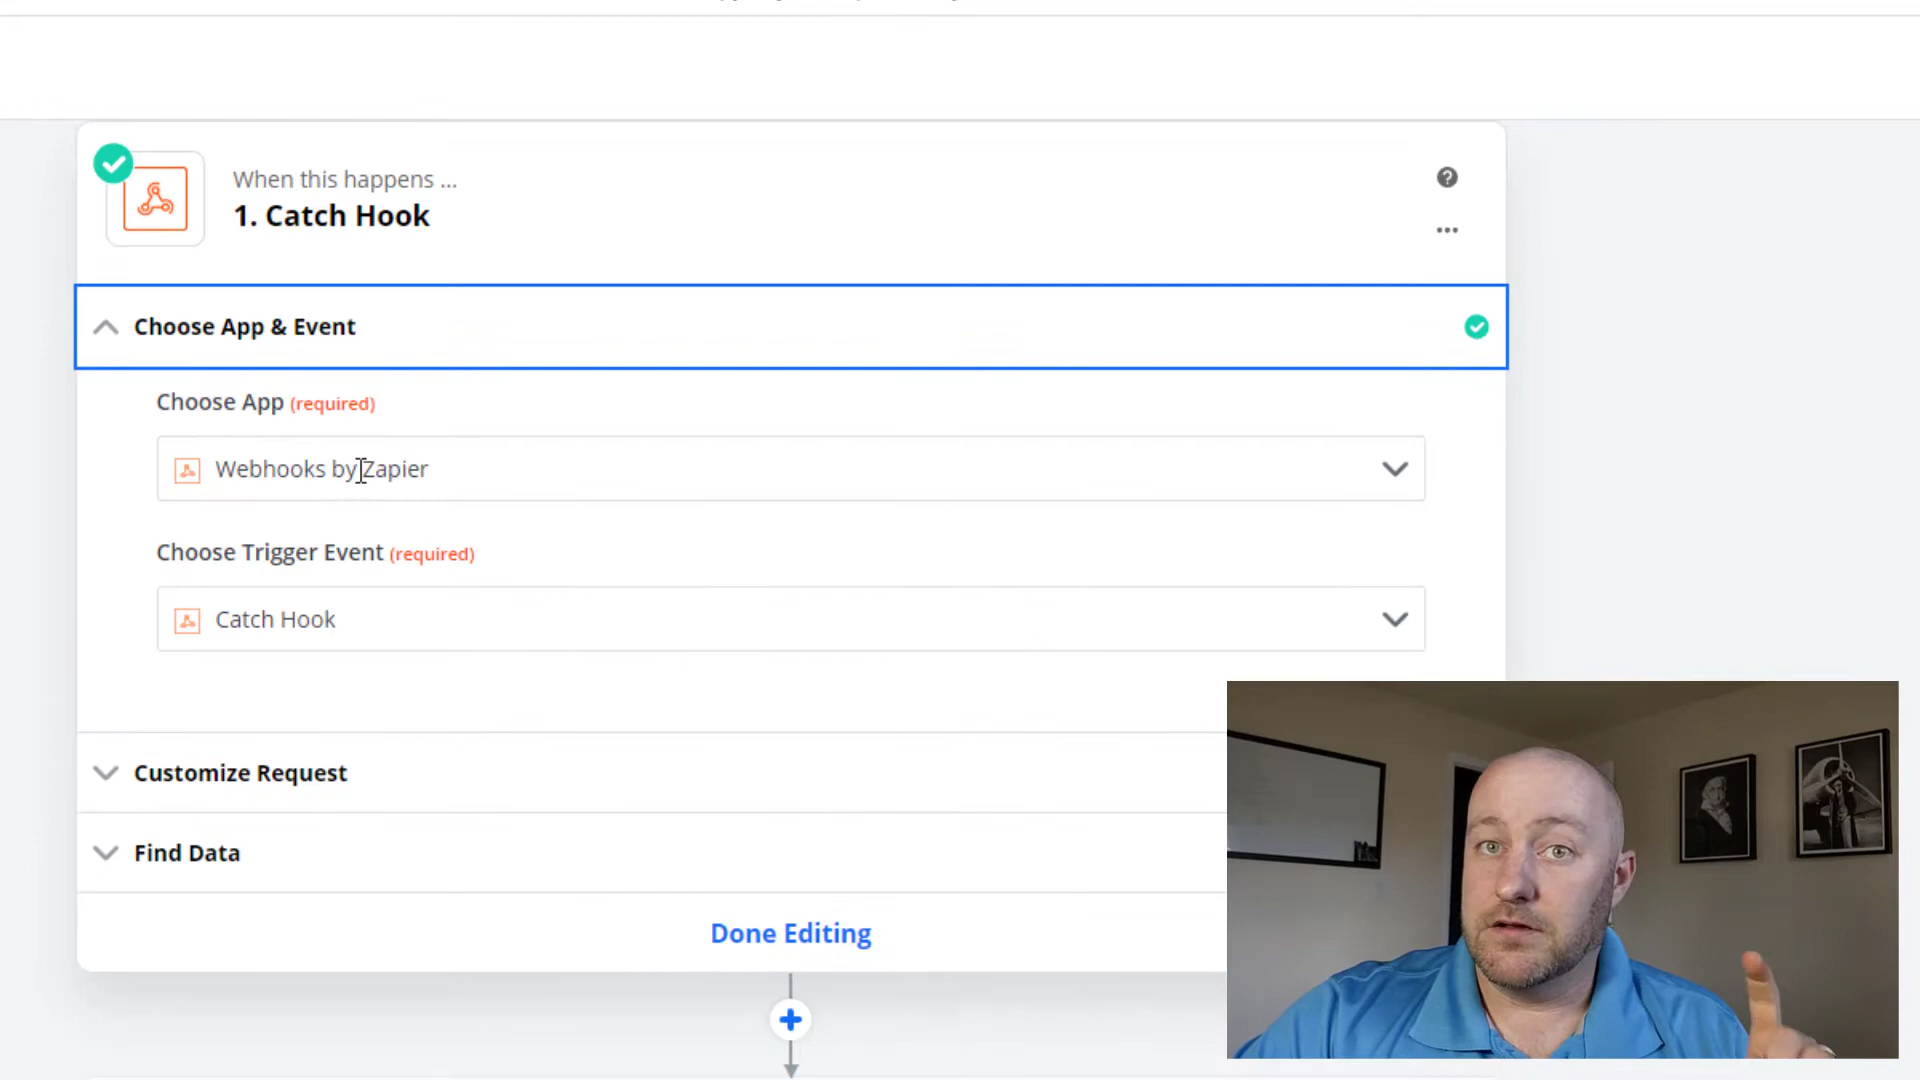 When this happens ...
1. Catch Hook
Choose App & Event
Choose App (required)
Webhooks by Zapier
Choose Trigger Event (required)
Catch Hook
Customize Request
Find Data
Done Editing